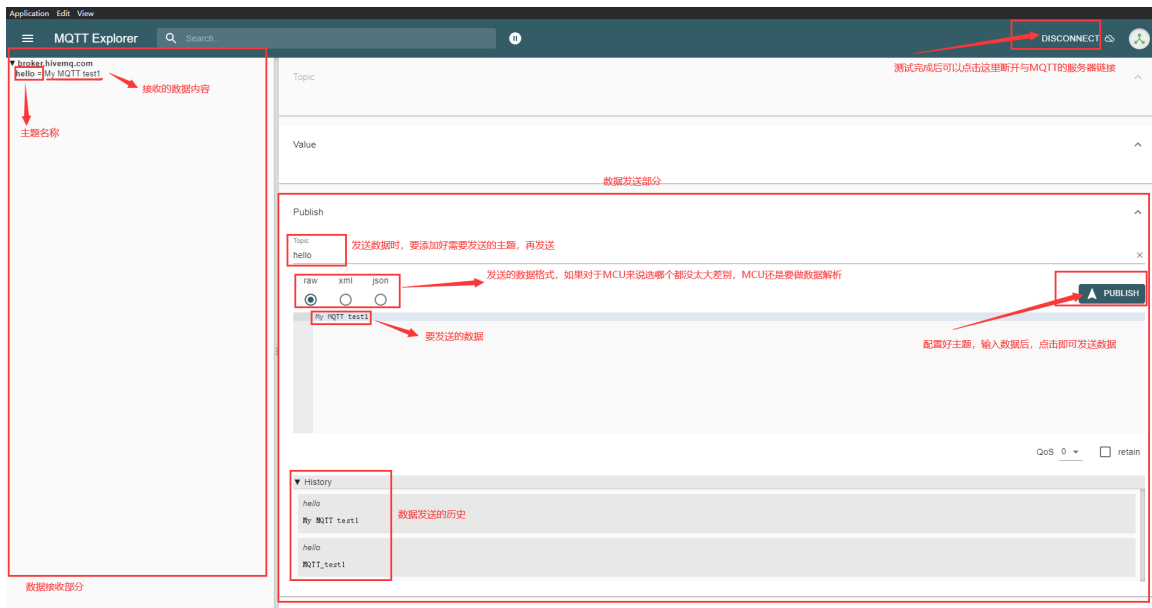 Application Edit View
MQTT Explorer
Search...
DISCONNECT
测试完成后可以点击这里断开与MQTT的服务器链接
broker.hivemq.com
hello = My MQTT test1
接收的数据内容
主题名称
Topic
Value
数据发送部分
Publish
Topic
hello
发送数据时，要添加好需要发送的主题，再发送
raw xml json
发送的数据格式，如果对于MCU来说选哪个都没太大差别，MCU还是要做数据解析
PUBLISH
My MQTT test1
要发送的数据
配置好主题，输入数据后，点击即可发送数据
QoS 0 retain
History
hello
My MQTT test1
数据发送的历史
hello
MQTT_test1
数据接收部分